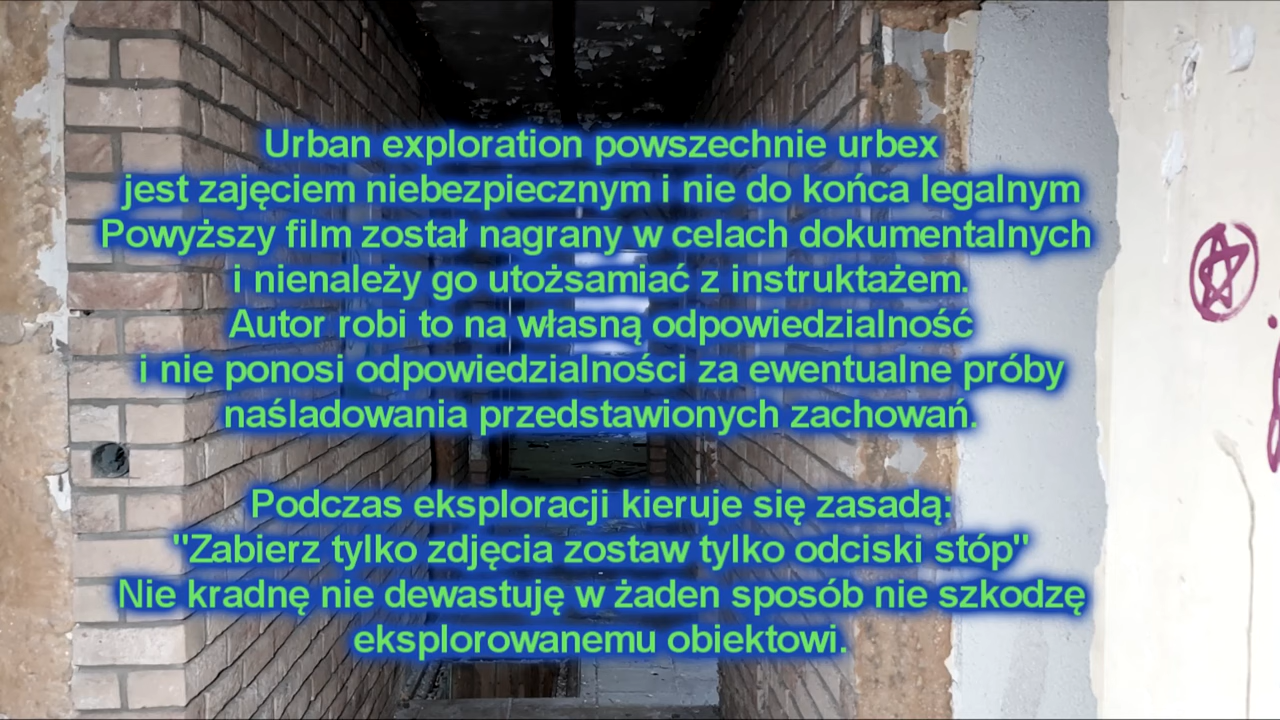 Urban exploration powszechnie urbex
jest zajęciem niebezpiecznym i nie do końca legalnym
Powyższy film został nagrany w celach dokumentalnych
i nienależy go utożsamiać z instruktażem.
Autor robi to na własną odpowiedzialność
i nie ponosi odpowiedzialności za ewentualne próby
naśladowania przedstawionych zachowań.
Podczas eksploracji kieruje się zasadą:
"Zabierz tylko zdjęcia zostaw tylko odciski stóp"
Nie kradnę nie dewastuję w żaden sposób nie szkodzę
eksplorowanemu obiektowi.